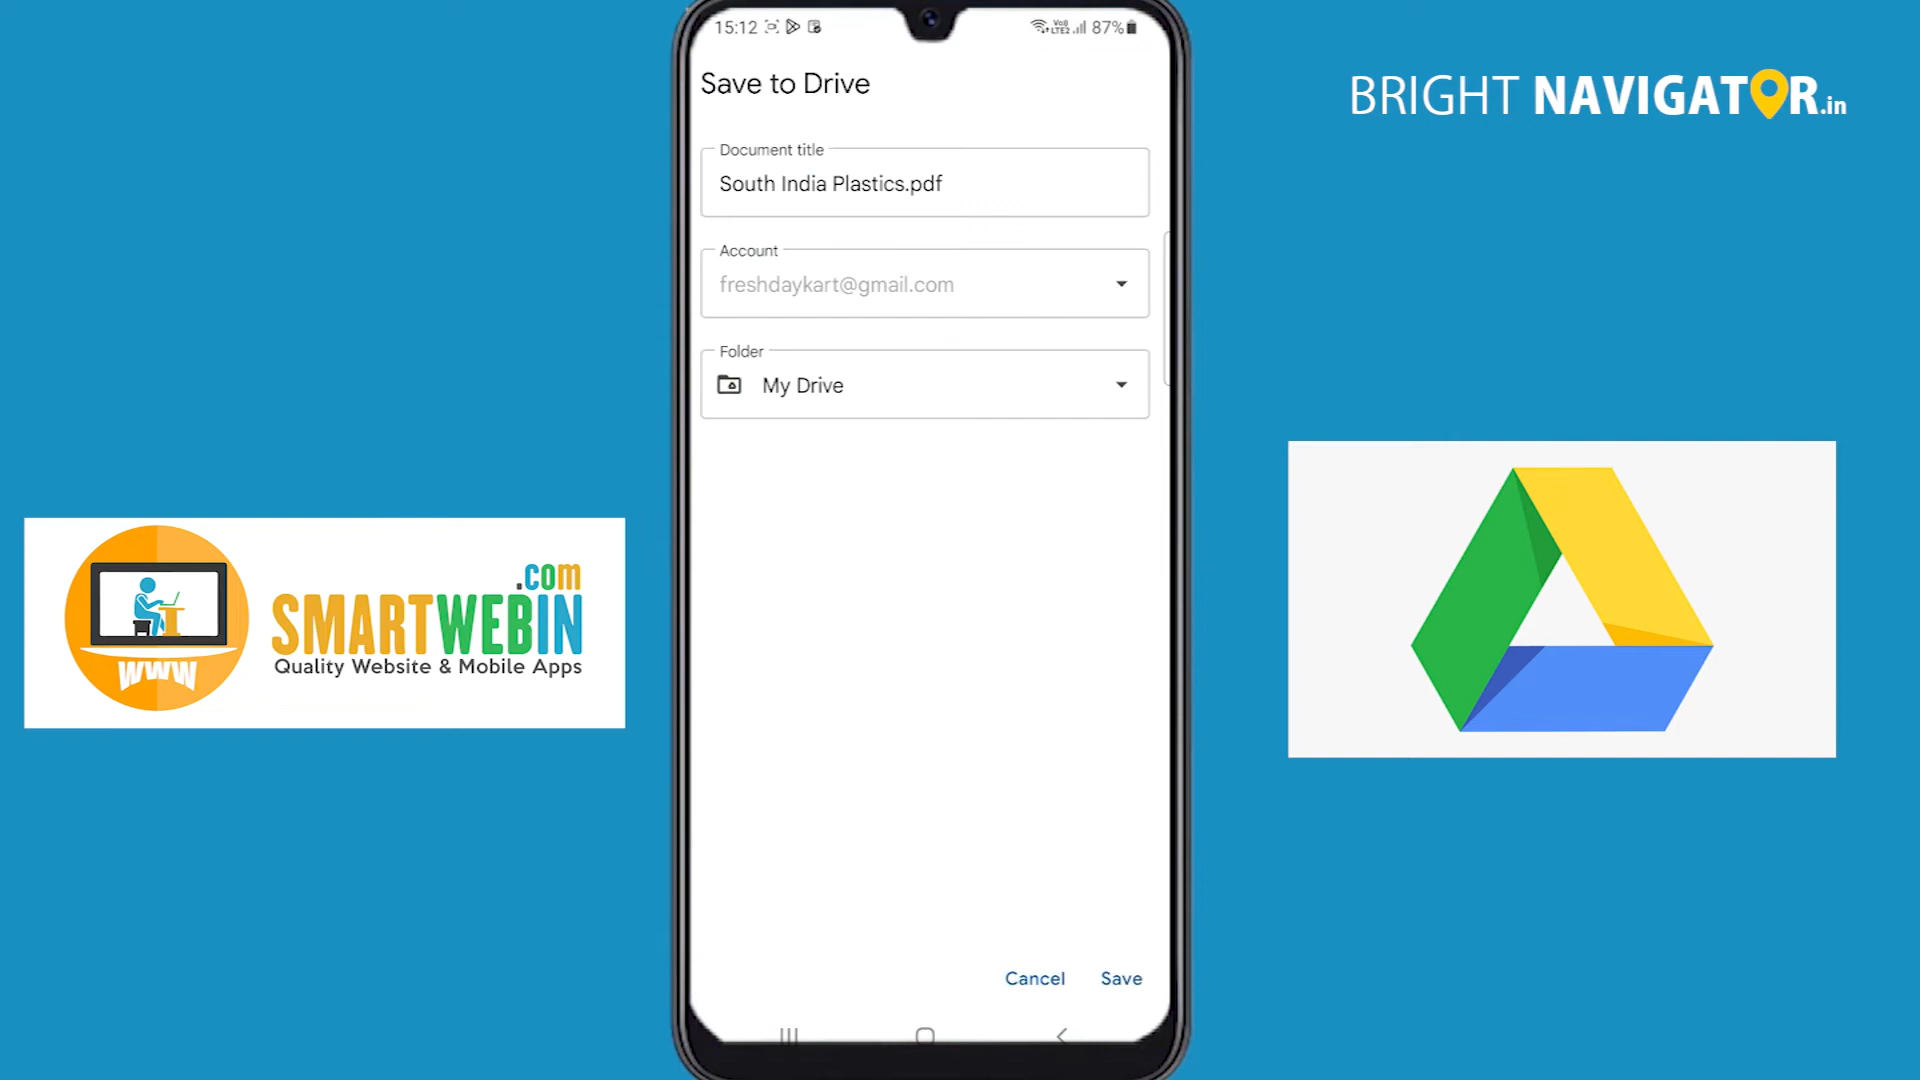 15:12
87%
Save to Drive
Document title
South India Plastics.pdf
Account
freshdaykart@gmail.com
Folder
My Drive
Cancel
Save
BRIGHT NAVIGATOR.in
.com
SMARTWEBIN
Quality Website & Mobile Apps
www